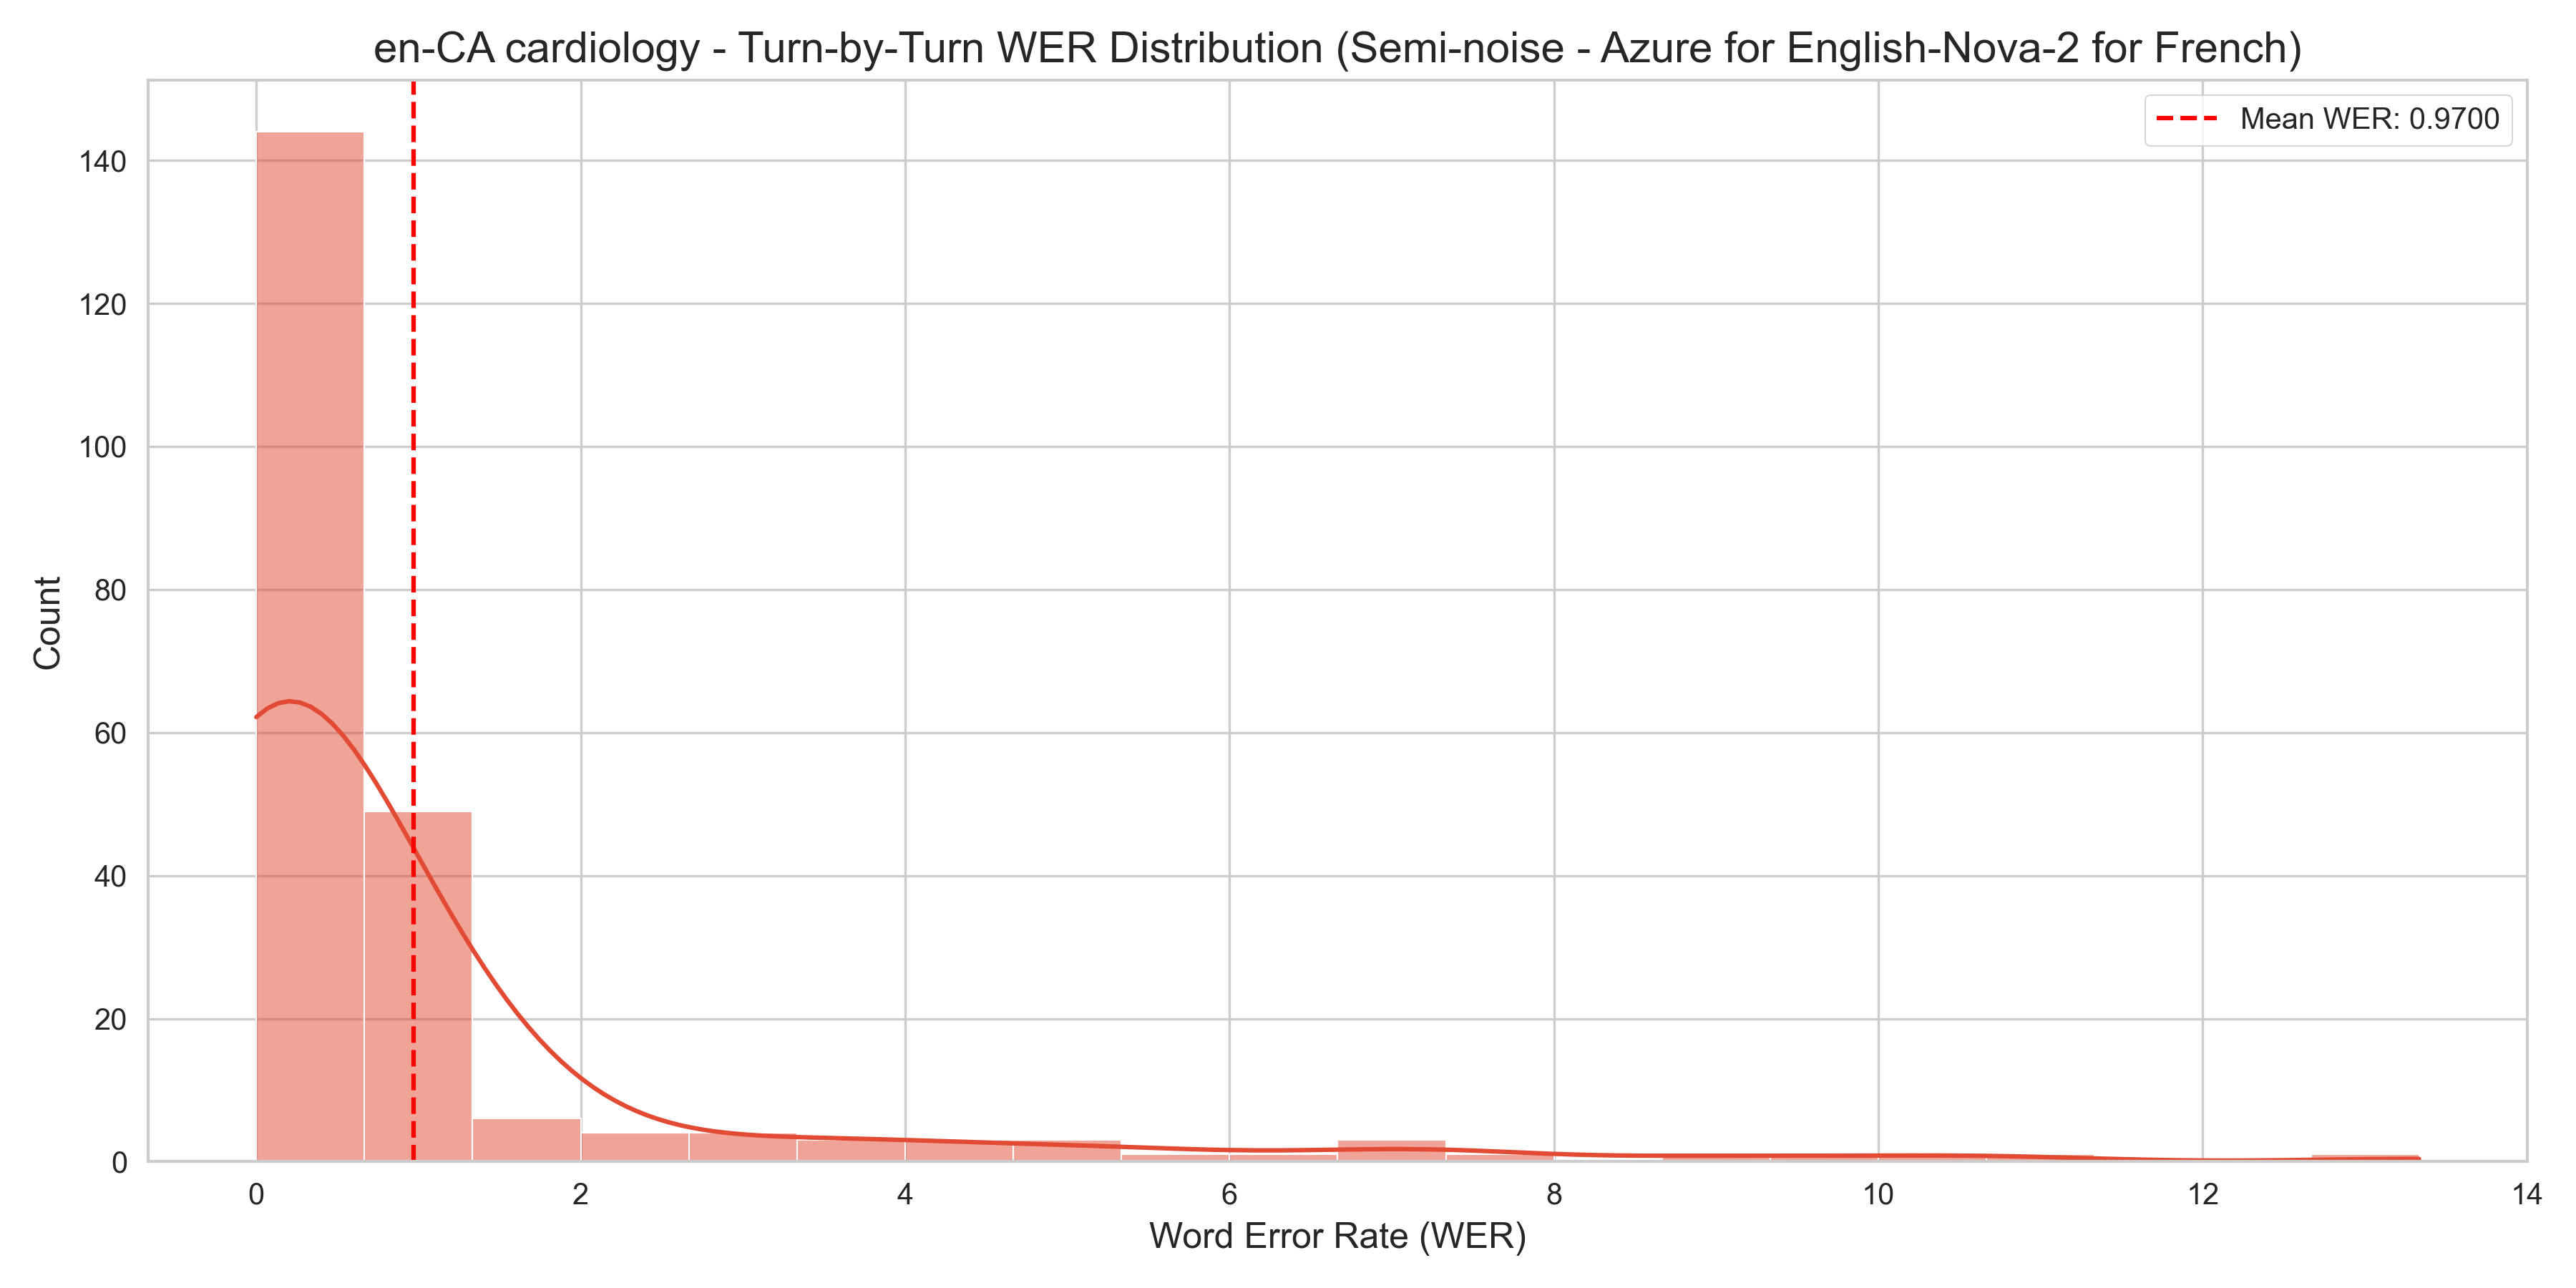 en-CA cardiology - Turn-by-Turn WER Distribution (Semi-noise - Azure for English-Nova-2 for French)
Mean WER: 0.9700
140
120
100
80
60
40
20
0
Count
0 2 4 6 8 10 12 14
Word Error Rate (WER)